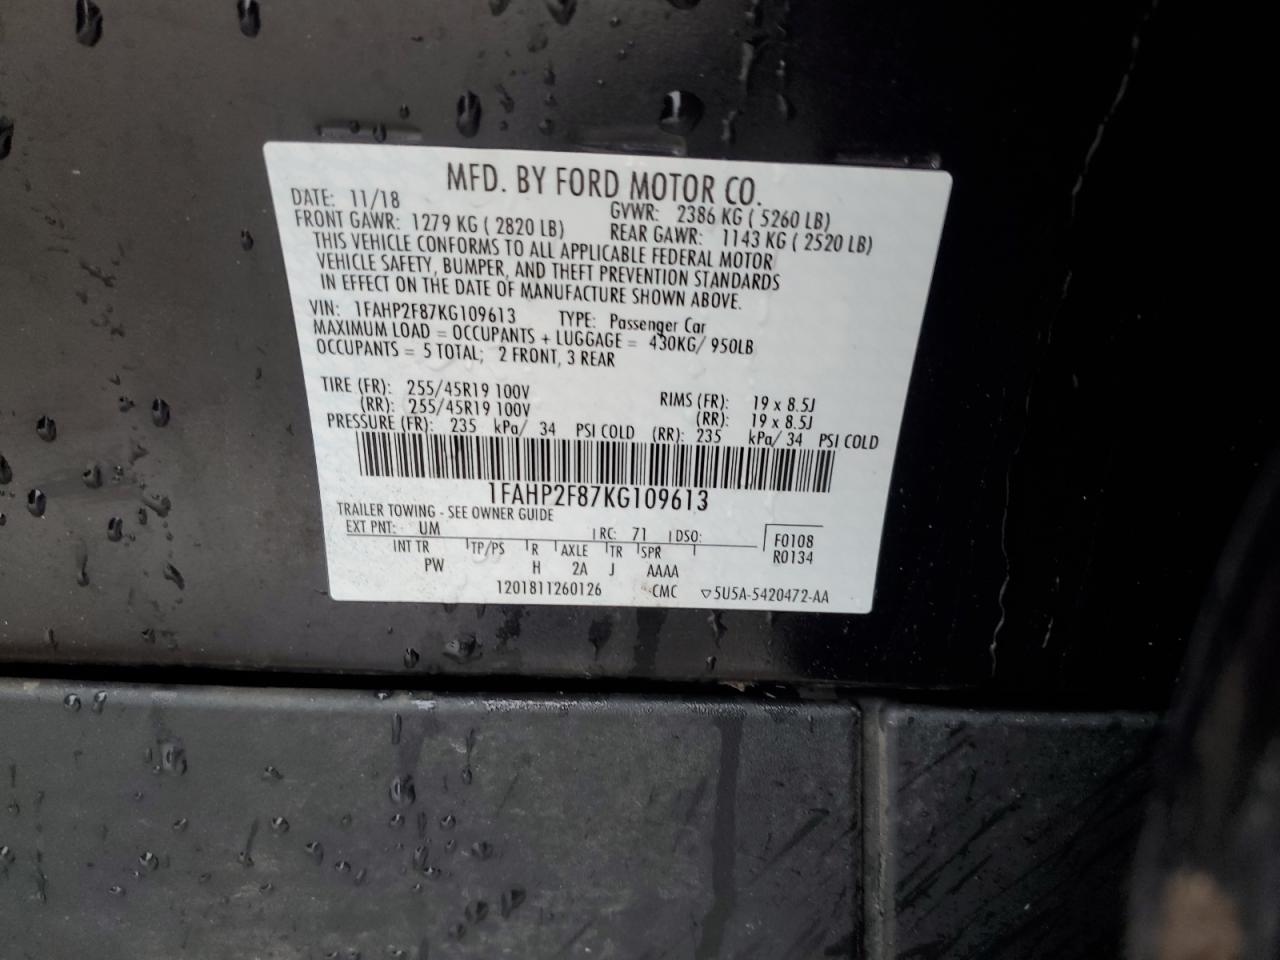 MFD. BY FORD MOTOR CO.
DATE: 11/18 GVWR: 2386 KG ( 5260 LB)
FRONT GAWR: 1279 KG ( 2820 LB) REAR GAWR: 1143 KG ( 2520 LB)
THIS VEHICLE CONFORMS TO ALL APPLICABLE FEDERAL MOTOR
VEHICLE SAFETY, BUMPER, AND THEFT PREVENTION STANDARDS
IN EFFECT ON THE DATE OF MANUFACTURE SHOWN ABOVE.
VIN: 1FAHP2F87KG109613 TYPE: Passenger Car
MAXIMUM LOAD = OCCUPANTS + LUGGAGE = 430KG/ 950LB
OCCUPANTS = 5 TOTAL; 2 FRONT, 3 REAR
TIRE (FR): 255/45R19 100V RIMS (FR): 19 x 8.5J
(RR): 255/45R19 100V (RR): 19 x 8.5J
PRESSURE (FR): 235 kPa/ 34 PSI COLD (RR): 235 kPa/ 34 PSI COLD
1FAHP2F87KG109613
TRAILER TOWING - SEE OWNER GUIDE
EXT PNT: UM RC: 71 DSO: F0108
INT TR TP/PS R AXLE TR SPR R0134
PW H 2A J AAAA
1201811260126 CMC ▽5U5A-5420472-AA